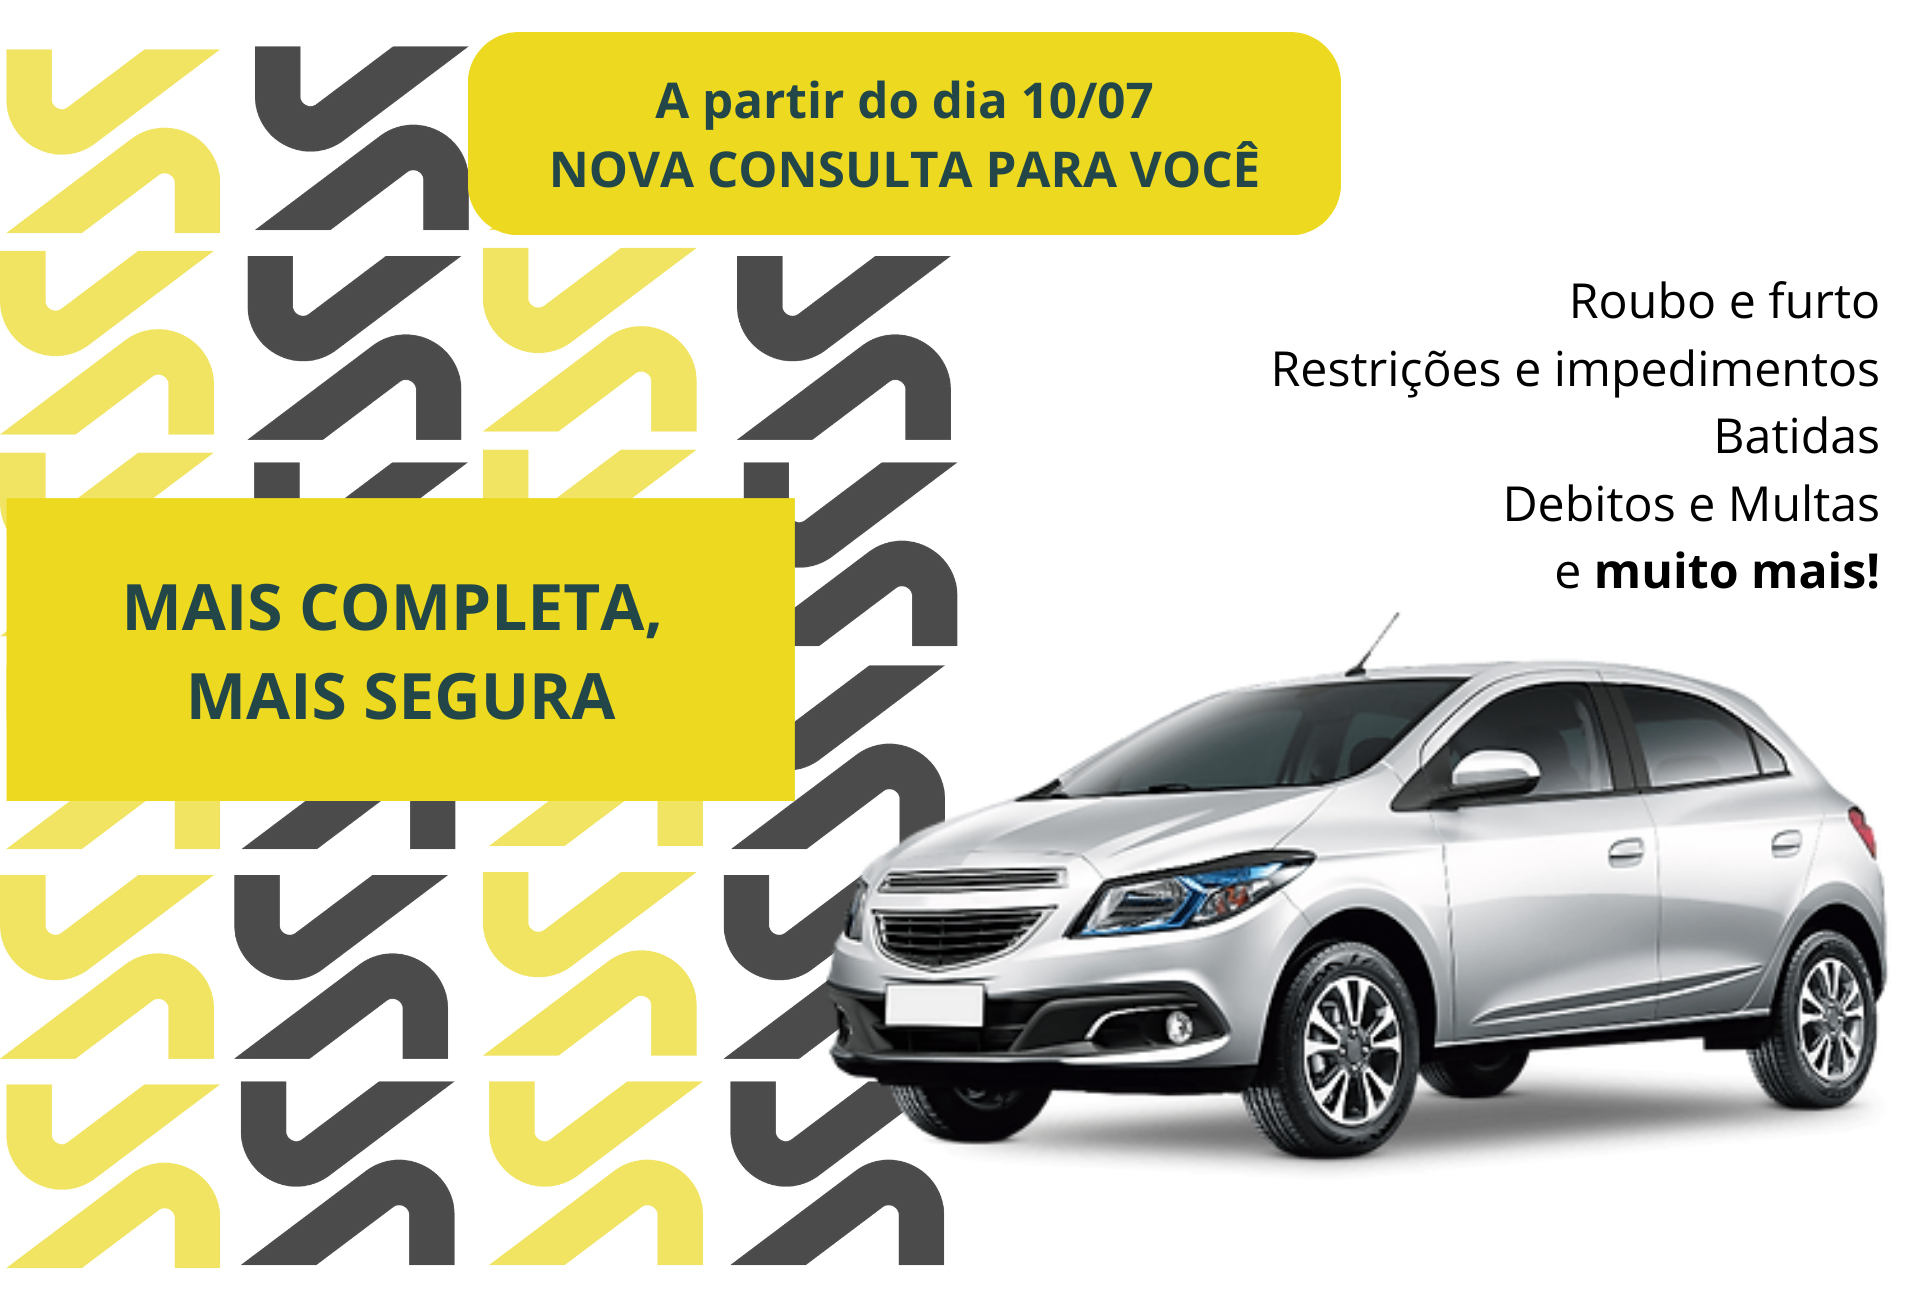 A partir do dia 10/07
NOVA CONSULTA PARA VOCÊ
Roubo e furto
Restrições e impedimentos
Batidas
Debitos e Multas
e muito mais!
MAIS COMPLETA,
MAIS SEGURA